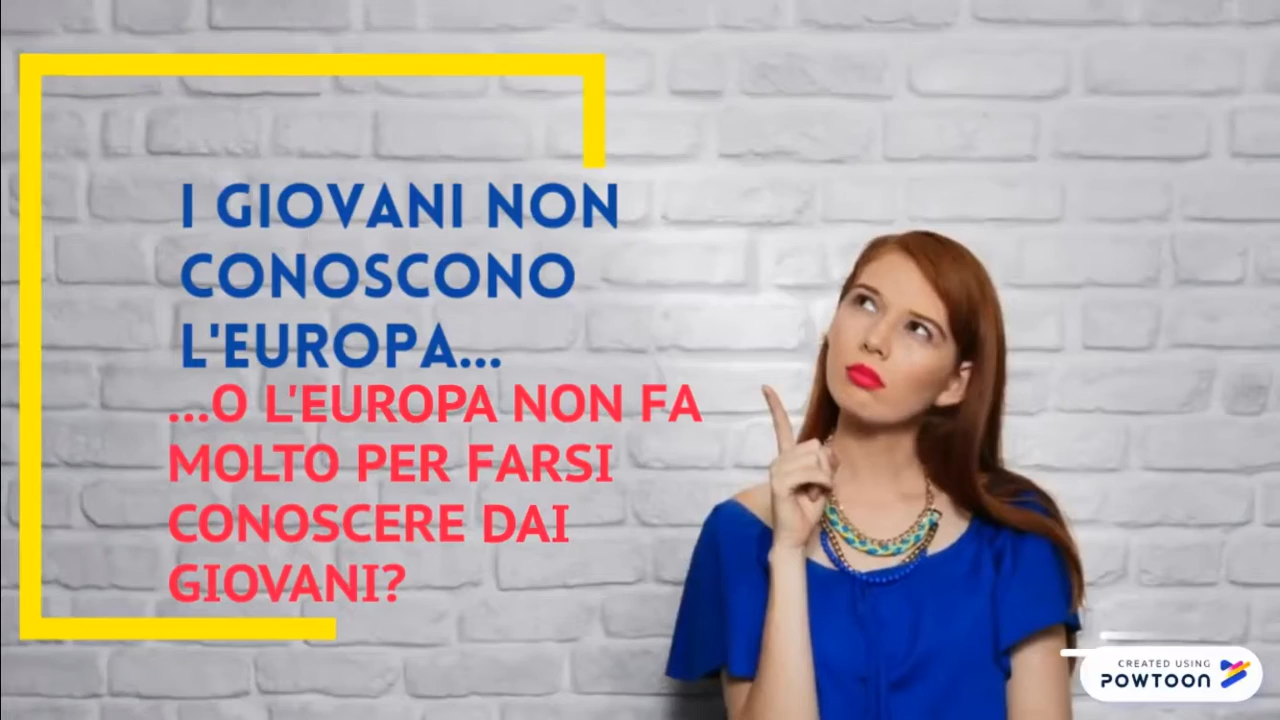 I GIOVANI NON
CONOSCONO
L'EUROPA...
...O L'EUROPA NON FA
MOLTO PER FARSI
CONOSCERE DAI
GIOVANI?
CREATED USING
POWTOON